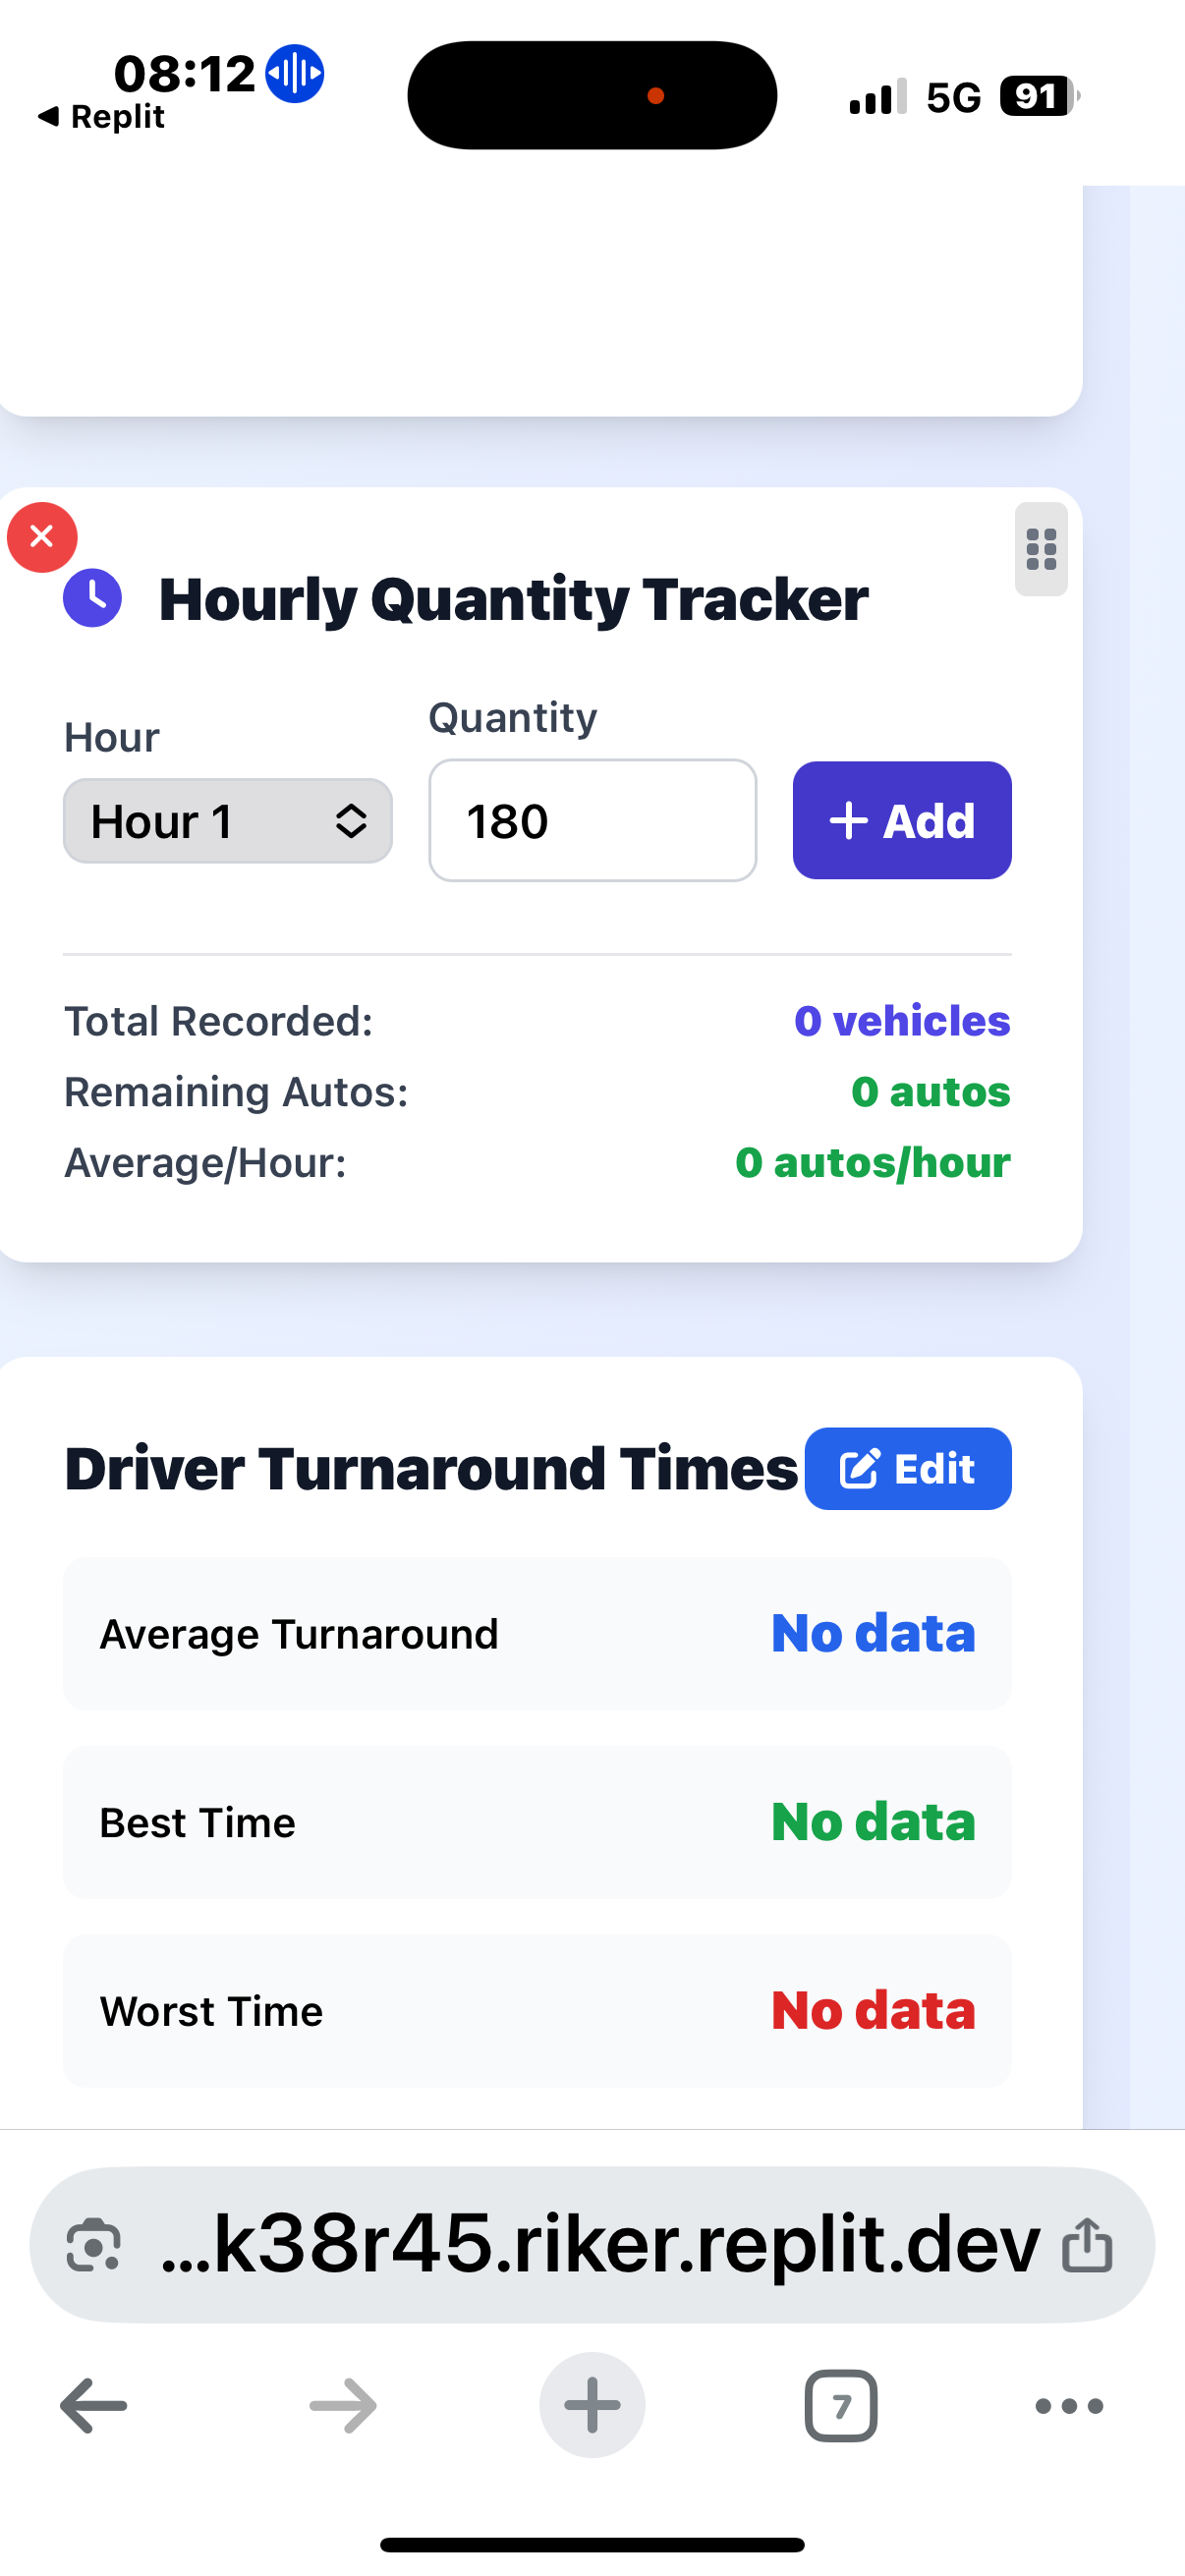 08:12
5G
91
◀ Replit
Hourly Quantity Tracker
Hour
Quantity
Hour 1
180
+ Add
Total Recorded:
0 vehicles
Remaining Autos:
0 autos
Average/Hour:
0 autos/hour
Driver Turnaround Times
Edit
Average Turnaround
No data
Best Time
No data
Worst Time
No data
...k38r45.riker.replit.dev
7